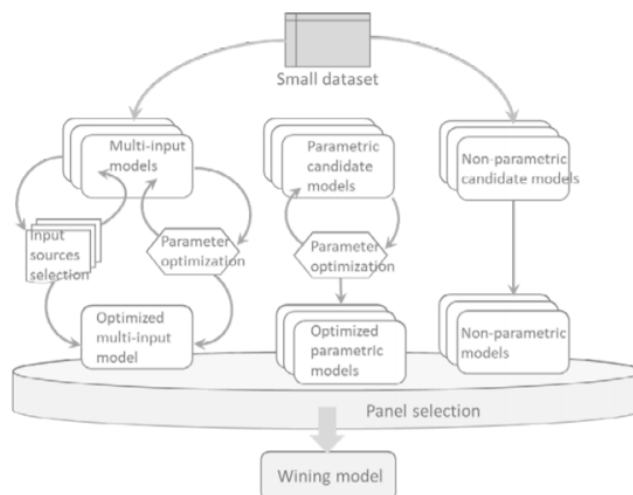 Small dataset
Multi-input
models
Parametric
candidate
models
Non-parametric
candidate models
Input
sources
selection
Parameter
optimization
Parameter
optimization
Optimized
multi-input
model
Optimized
parametric
models
Non-parametric
models
Panel selection
Wining model